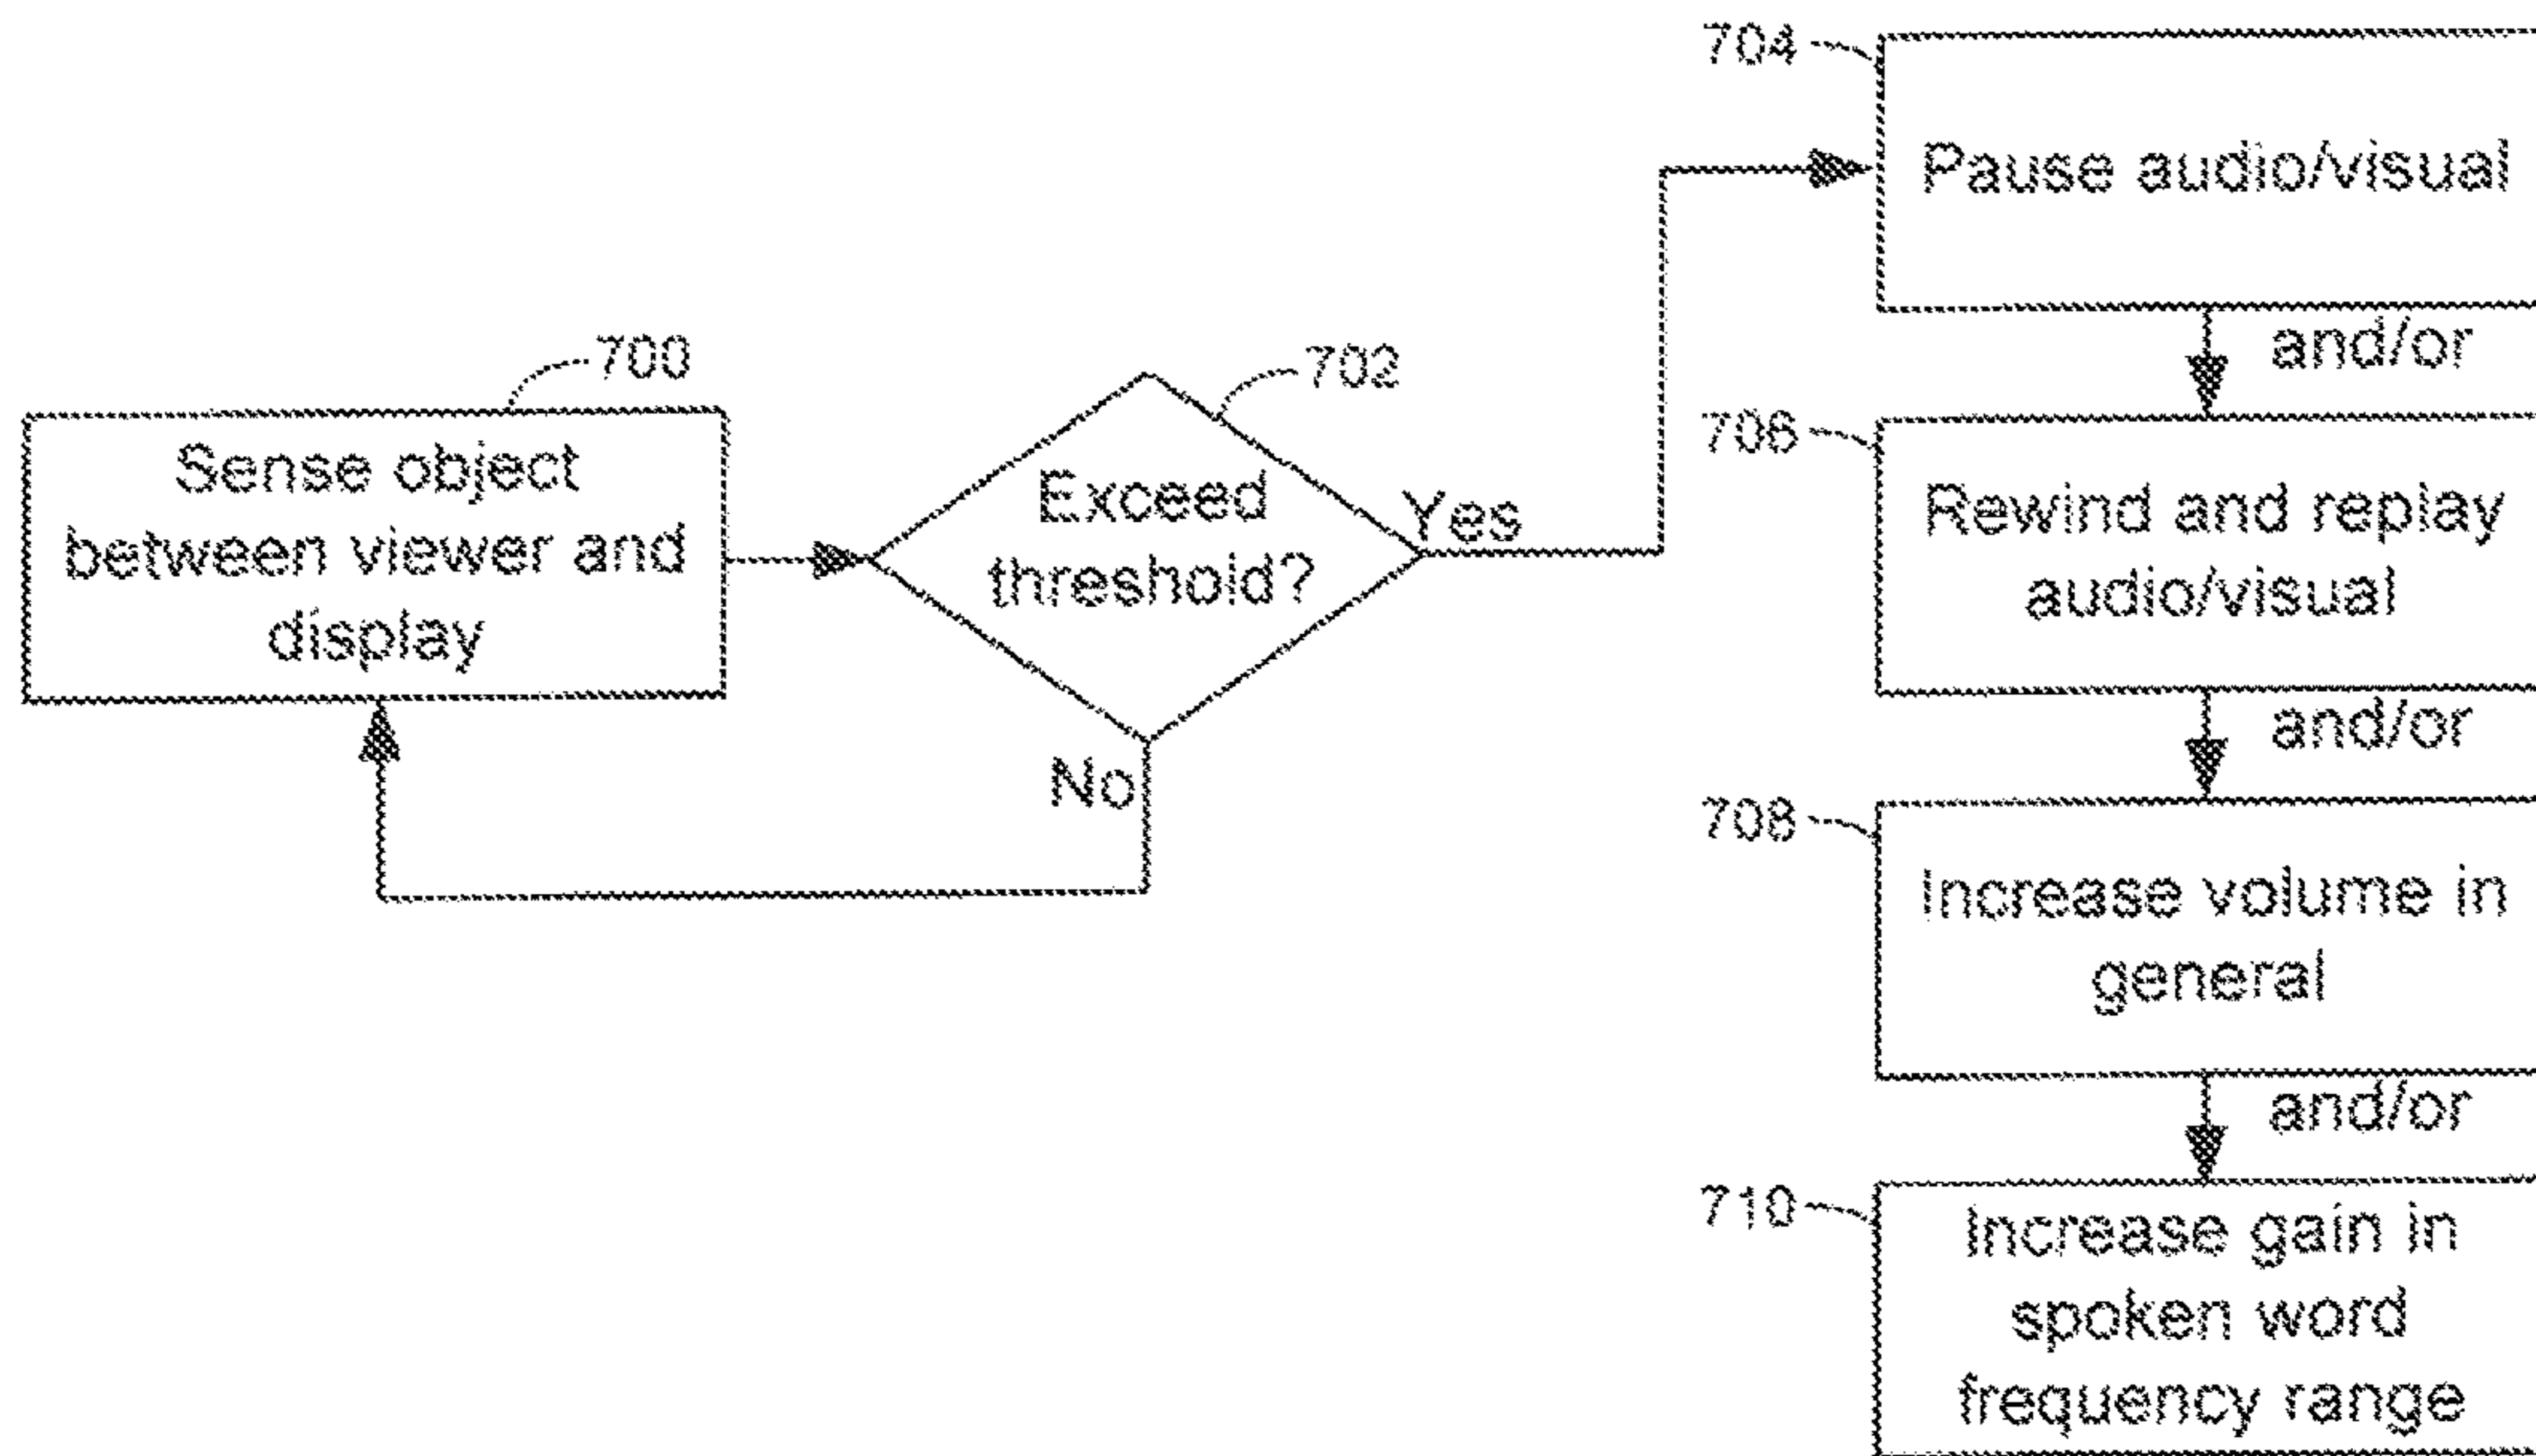 700
Sense object
between viewer and
display
702
Exceed
threshold?
Yes
No
704
Pause audio/visual
and/or
706
Rewind and replay
audio/visual
and/or
708
Increase volume in
general
and/or
710
Increase gain in
spoken word
frequency range